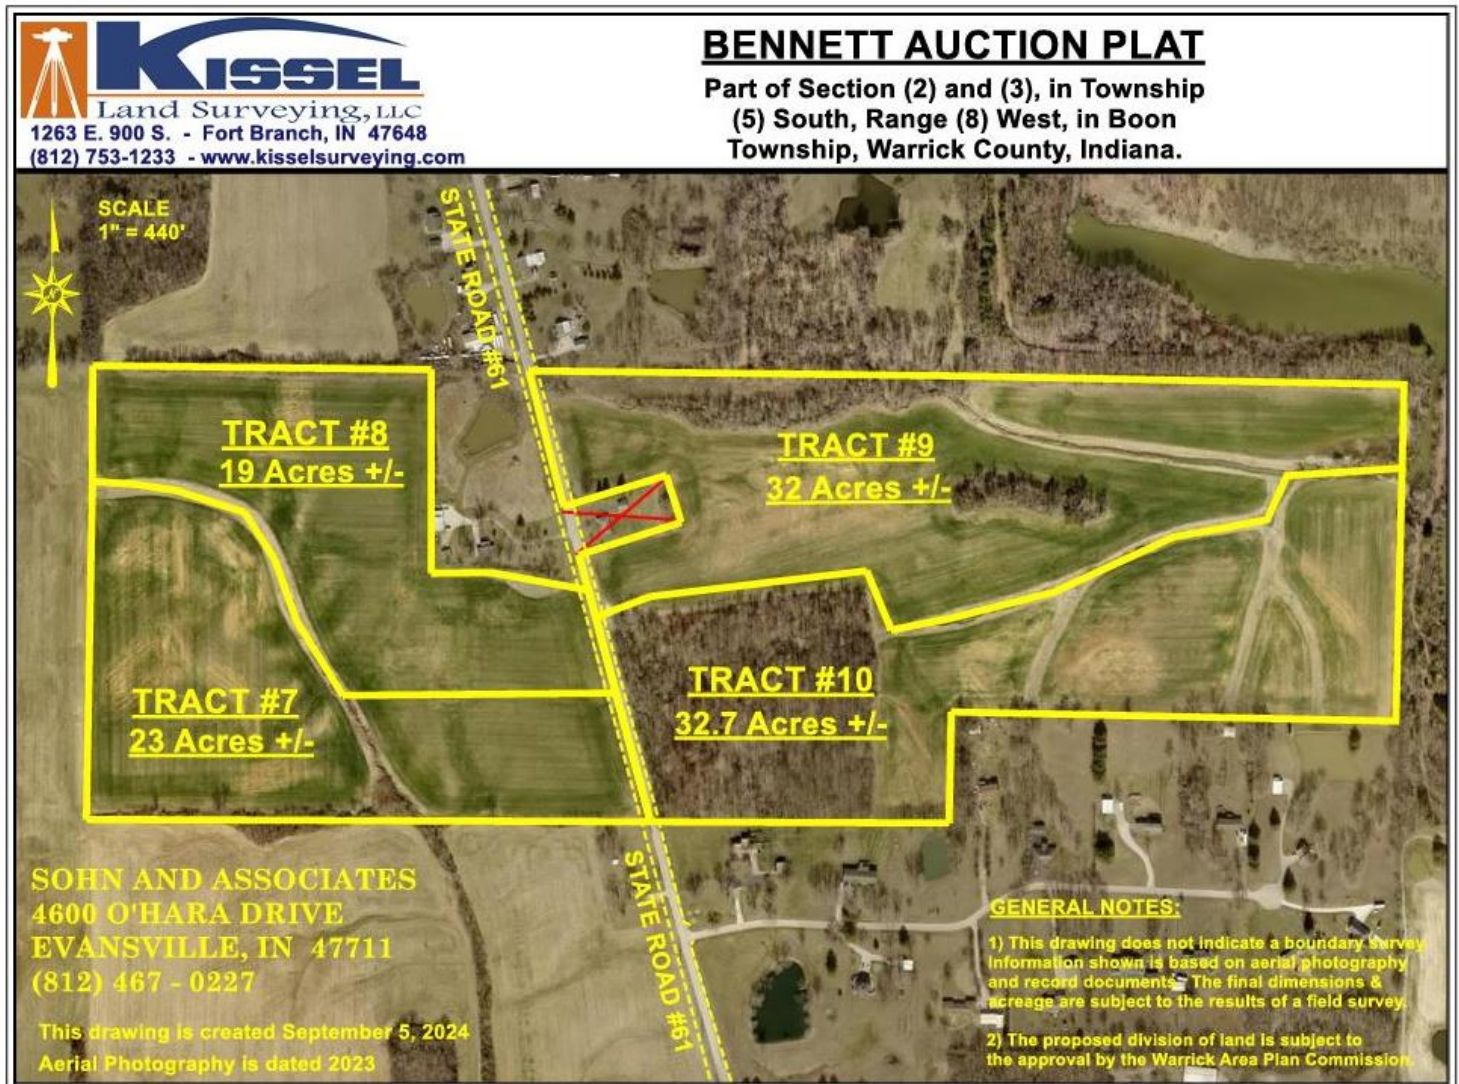 KISSEL
Land Surveying, LLC
1263 E. 900 S. - Fort Branch, IN 47648
(812) 753-1233 - www.kisselsurveying.com
BENNETT AUCTION PLAT
Part of Section (2) and (3), in Township
(5) South, Range (8) West, in Boon
Township, Warrick County, Indiana.
SCALE
1" = 440'
N
STATE ROAD #61
TRACT #8
19 Acres +/-
TRACT #9
32 Acres +/-
TRACT #7
23 Acres +/-
TRACT #10
32.7 Acres +/-
STATE ROAD #61
SOHN AND ASSOCIATES
4600 O'HARA DRIVE
EVANSVILLE, IN 47711
(812) 467 - 0227
This drawing is created September 5, 2024
Aerial Photography is dated 2023
GENERAL NOTES:
1) This drawing does not indicate a boundary survey
Information shown is based on aerial photography
and record documents. The final dimensions &
acreage are subject to the results of a field survey.
2) The proposed division of land is subject to
the approval by the Warrick Area Plan Commission.